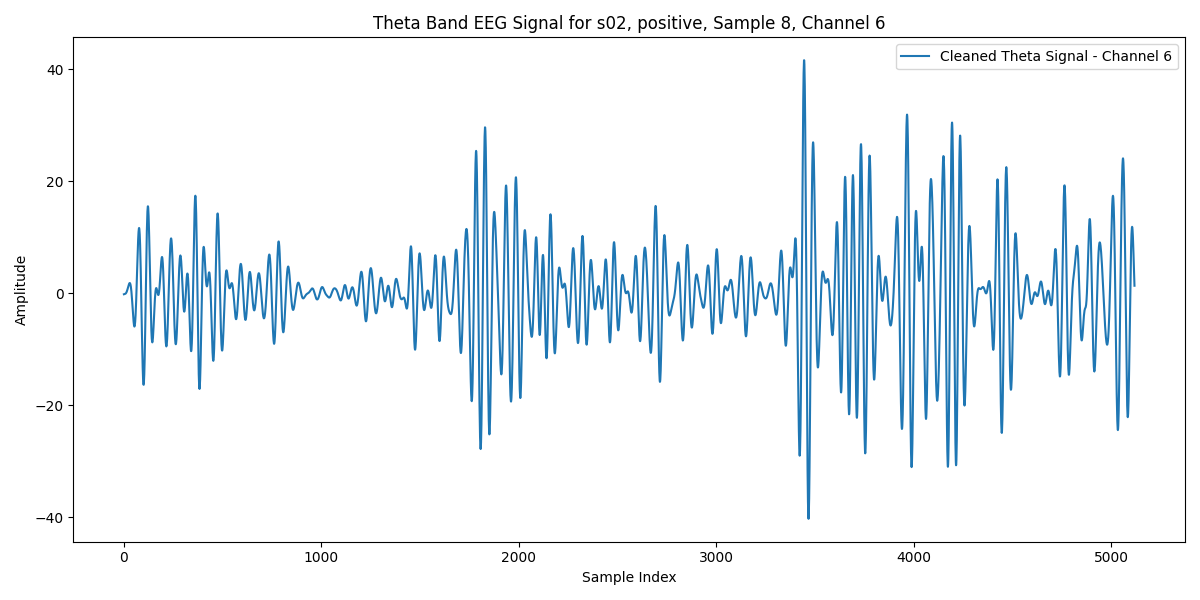 Theta Band EEG Signal for s02, positive, Sample 8, Channel 6
Cleaned Theta Signal - Channel 6
40
20
0
−20
−40
Amplitude
0 1000 2000 3000 4000 5000
Sample Index